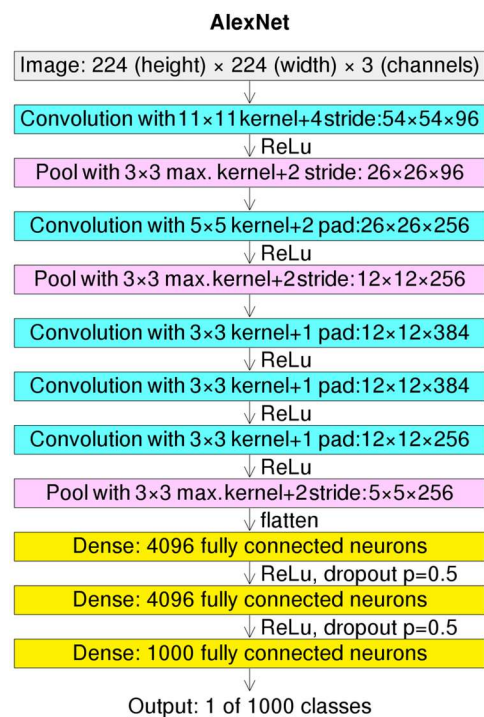 AlexNet
Image: 224 (height) × 224 (width) × 3 (channels)
Convolution with 11×11 kernel+4 stride:54×54×96
ReLu
Pool with 3×3 max. kernel+2 stride: 26×26×96
Convolution with 5×5 kernel+2 pad:26×26×256
ReLu
Pool with 3×3 max.kernel+2stride:12×12×256
Convolution with 3×3 kernel+1 pad:12×12×384
ReLu
Convolution with 3×3 kernel+1 pad:12×12×384
ReLu
Convolution with 3×3 kernel+1 pad:12×12×256
ReLu
Pool with 3×3 max.kernel+2stride:5×5×256
flatten
Dense: 4096 fully connected neurons
ReLu, dropout p=0.5
Dense: 4096 fully connected neurons
ReLu, dropout p=0.5
Dense: 1000 fully connected neurons
Output: 1 of 1000 classes